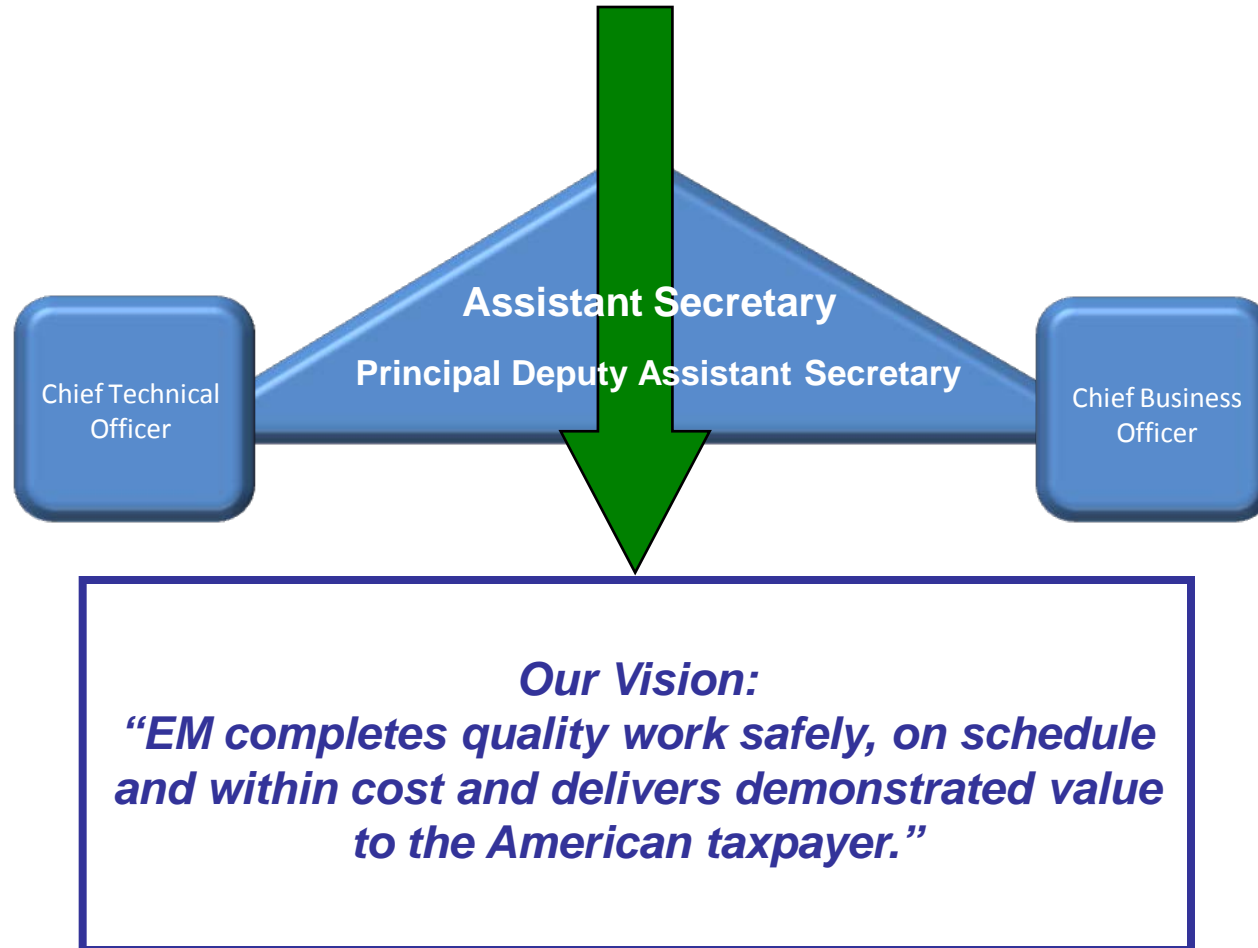 Assistant Secretary
Principal Deputy Assistant Secretary
Chief Technical
Officer
Chief Business
Officer
Our Vision:
“EM completes quality work safely, on schedule
and within cost and delivers demonstrated value
to the American taxpayer.”